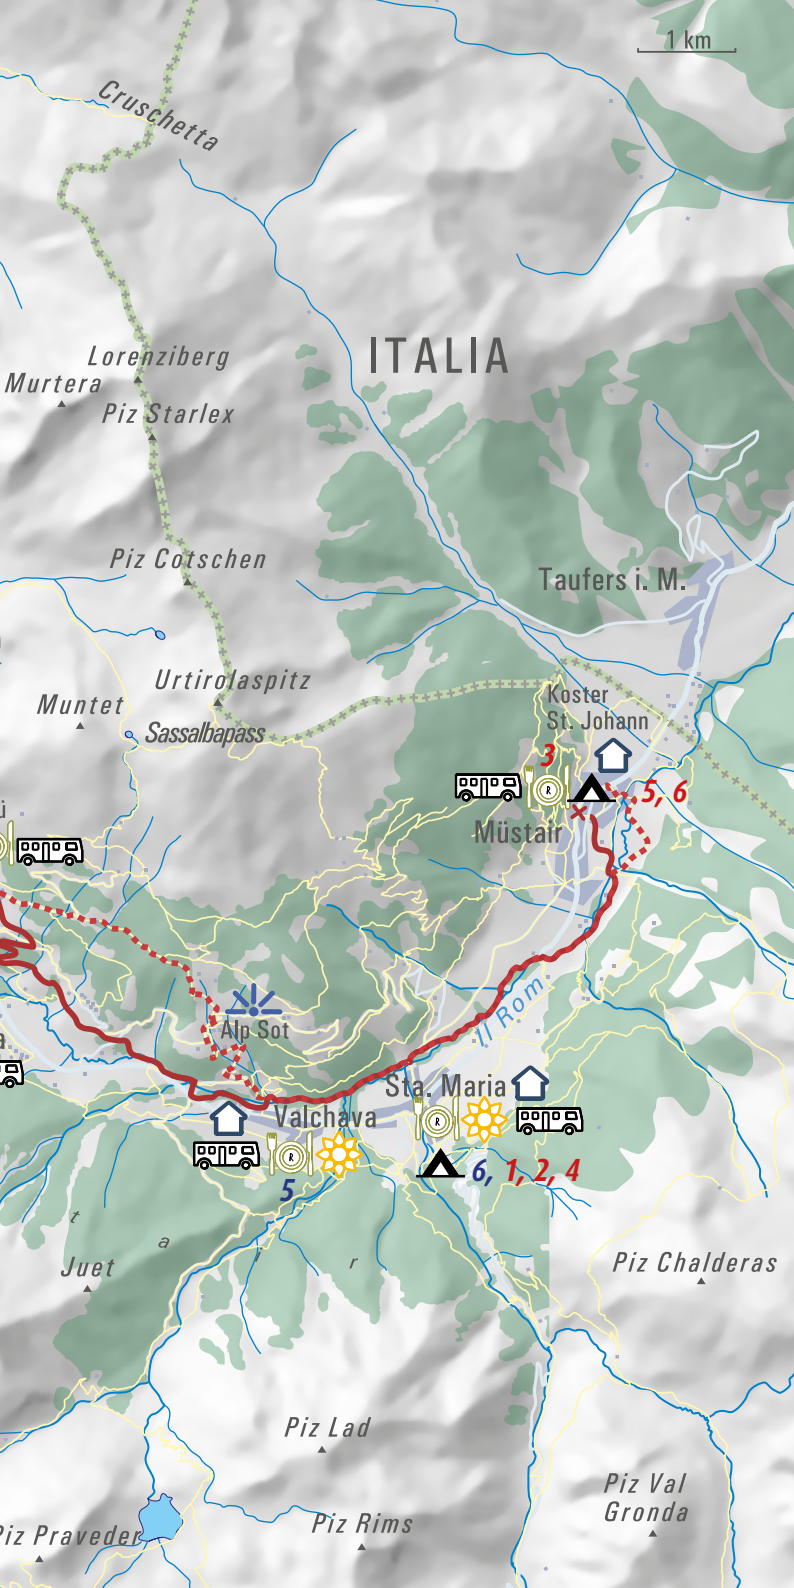 1 km
Cruschetta
ITALIA
Lorenziberg
Murtera
Piz Starlex
Piz Cotschen
Taufers i. M.
Urtirolaspitz
Muntet
Koster
St. Johann
Sassalbapass
3
R
5, 6
ü
Müstair
Il Rom
Alp Sot
a
Sta. Maria
Valchava
R
R
5
6, 1, 2, 4
t
a
i
r
Juet
Piz Chalderas
Piz Lad
Piz Val
Gronda
Piz Rims
Piz Praveder